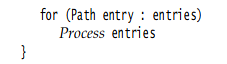 for (Path entry : entries)
Process entries
}